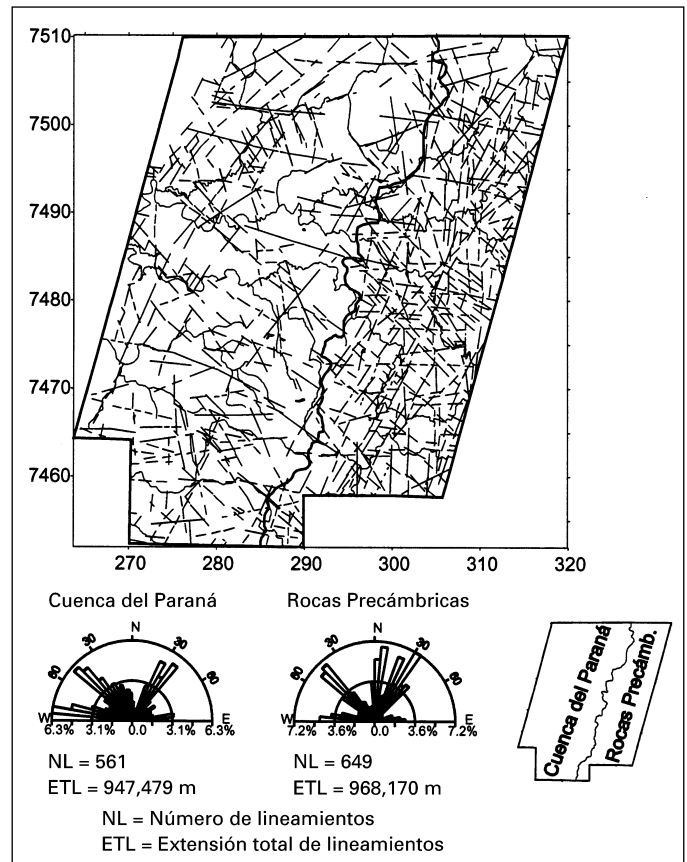 7510
7500
7490
7480
7470
7460
270 280 290 300 310 320
Cuenca del Paraná
Rocas Precámbricas
N
30 30
60 60
W E
6.3% 3.1% 0.0 3.1% 6.3%
N
30 30
60 60
W E
7.2% 3.6% 0.0 3.6% 7.2%
NL = 561
ETL = 947,479 m
NL = 649
ETL = 968,170 m
NL = Número de lineamientos
ETL = Extensión total de lineamientos
Cuenca del Paraná
Rocas Precámb.